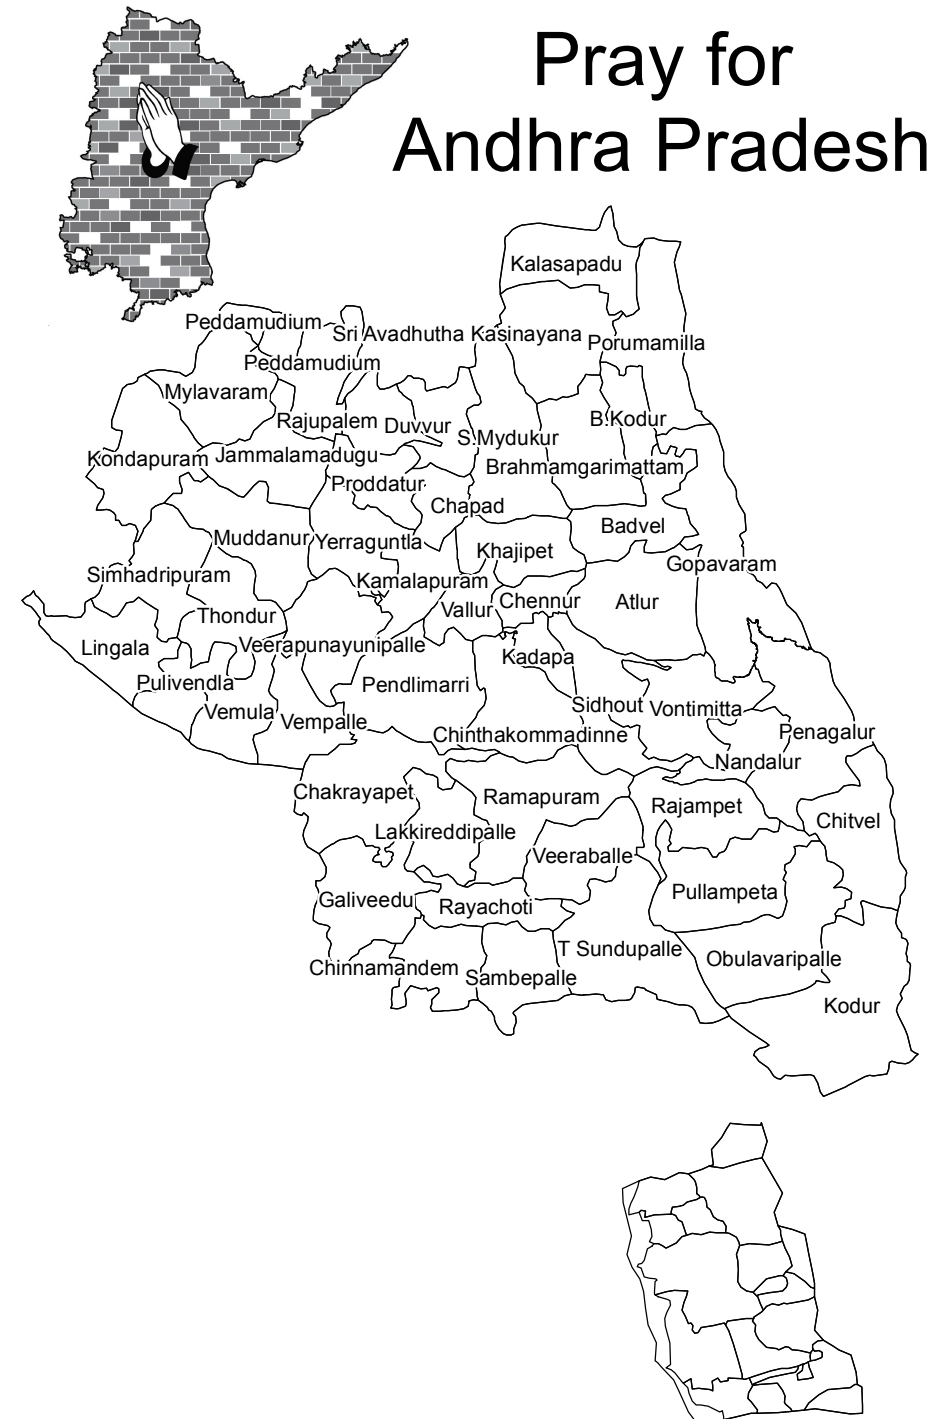 Pray for
Andhra Pradesh
Kalasapadu
Peddamudium
Sri Avadhutha Kasinayana
Porumamilla
Peddamudium
Mylavaram
Rajupalem
Duvvur
B.Kodur
S.Mydukur
Kondapuram
Jammalamadugu
Brahmamgarimattam
Proddatur
Chapad
Badvel
Muddanur
Yerraguntla
Khajipet
Gopavaram
Simhadripuram
Kamalapuram
Vallur
Chennur
Atlur
Thondur
Lingala
Veerapunayunipalle
Kadapa
Pulivendla
Pendlimarri
Sidhout
Vontimitta
Vemula
Vempalle
Chinthakommadinne
Penagalur
Nandalur
Chakrayapet
Ramapuram
Rajampet
Chitvel
Lakkireddipalle
Veeraballe
Pullampeta
Galiveedu
Rayachoti
T Sundupalle
Obulavaripalle
Chinnamandem
Sambepalle
Kodur